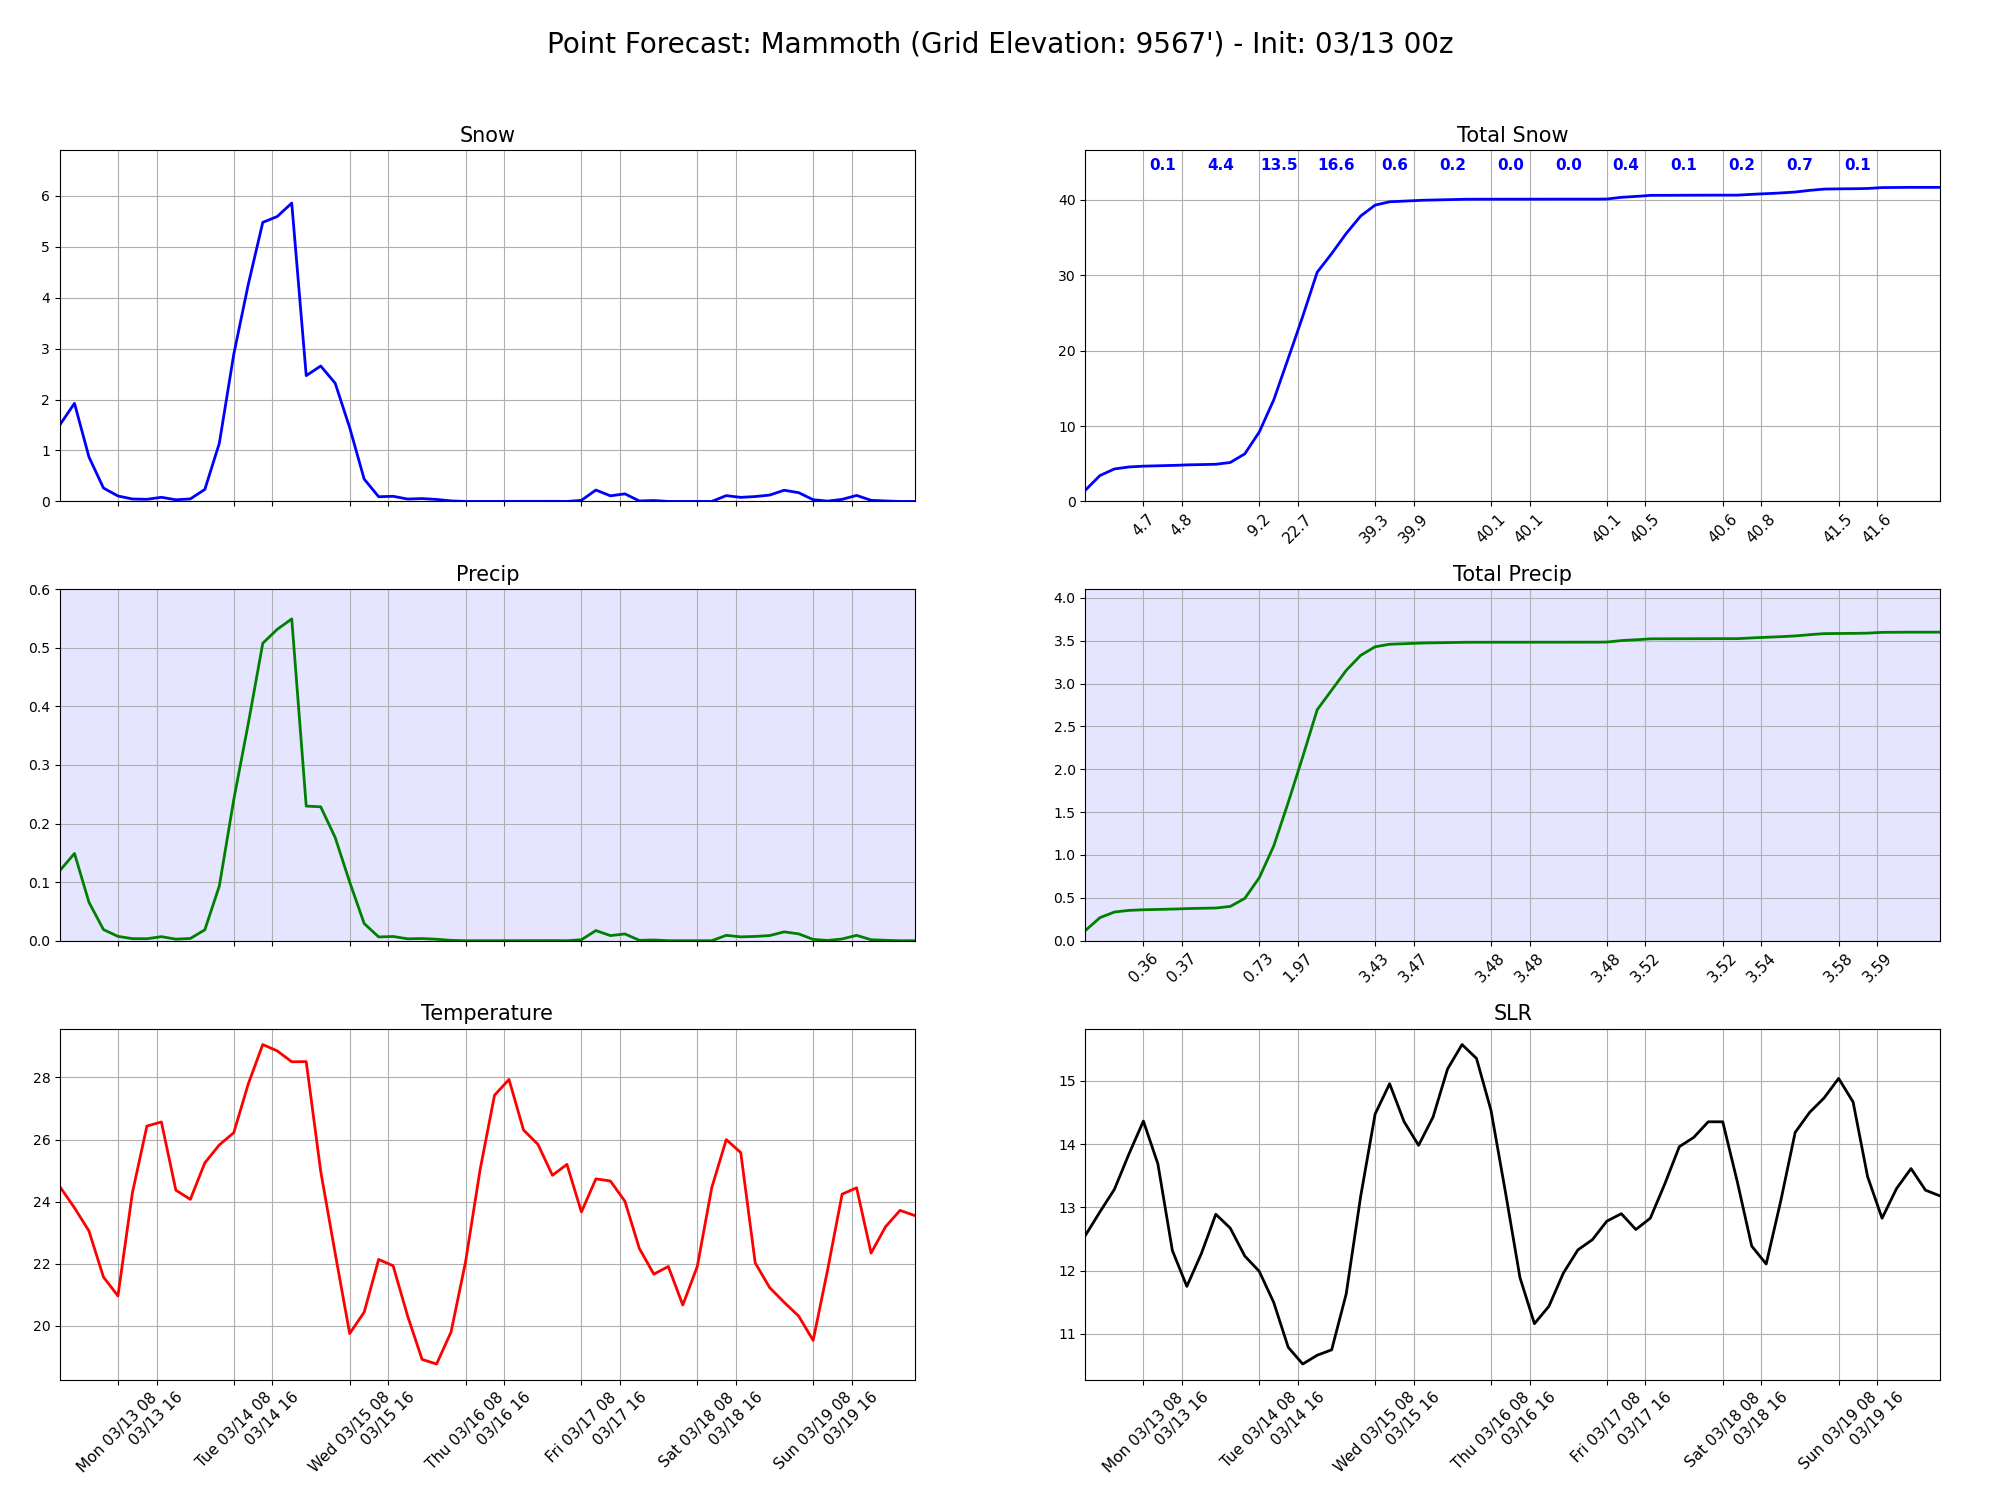 Point Forecast: Mammoth (Grid Elevation: 9567') - Init: 03/13 00z
Snow
6
5
4
3
2
1
0
Total Snow
0.1 4.4 13.5 16.6 0.6 0.2 0.0 0.0 0.4 0.1 0.2 0.7 0.1
40
30
20
10
0
4.7 4.8 9.2 22.7 39.3 39.9 40.1 40.1 40.1 40.5 40.6 40.8 41.5 41.6
Precip
0.6
0.5
0.4
0.3
0.2
0.1
0.0
Total Precip
4.0
3.5
3.0
2.5
2.0
1.5
1.0
0.5
0.0
0.36 0.37 0.73 1.97 3.43 3.47 3.48 3.48 3.48 3.52 3.52 3.54 3.58 3.59
Temperature
28
26
24
22
20
Mon 03/13 08
03/13 16
Tue 03/14 08
03/14 16
Wed 03/15 08
03/15 16
Thu 03/16 08
03/16 16
Fri 03/17 08
03/17 16
Sat 03/18 08
03/18 16
Sun 03/19 08
03/19 16
SLR
15
14
13
12
11
Mon 03/13 08
03/13 16
Tue 03/14 08
03/14 16
Wed 03/15 08
03/15 16
Thu 03/16 08
03/16 16
Fri 03/17 08
03/17 16
Sat 03/18 08
03/18 16
Sun 03/19 08
03/19 16